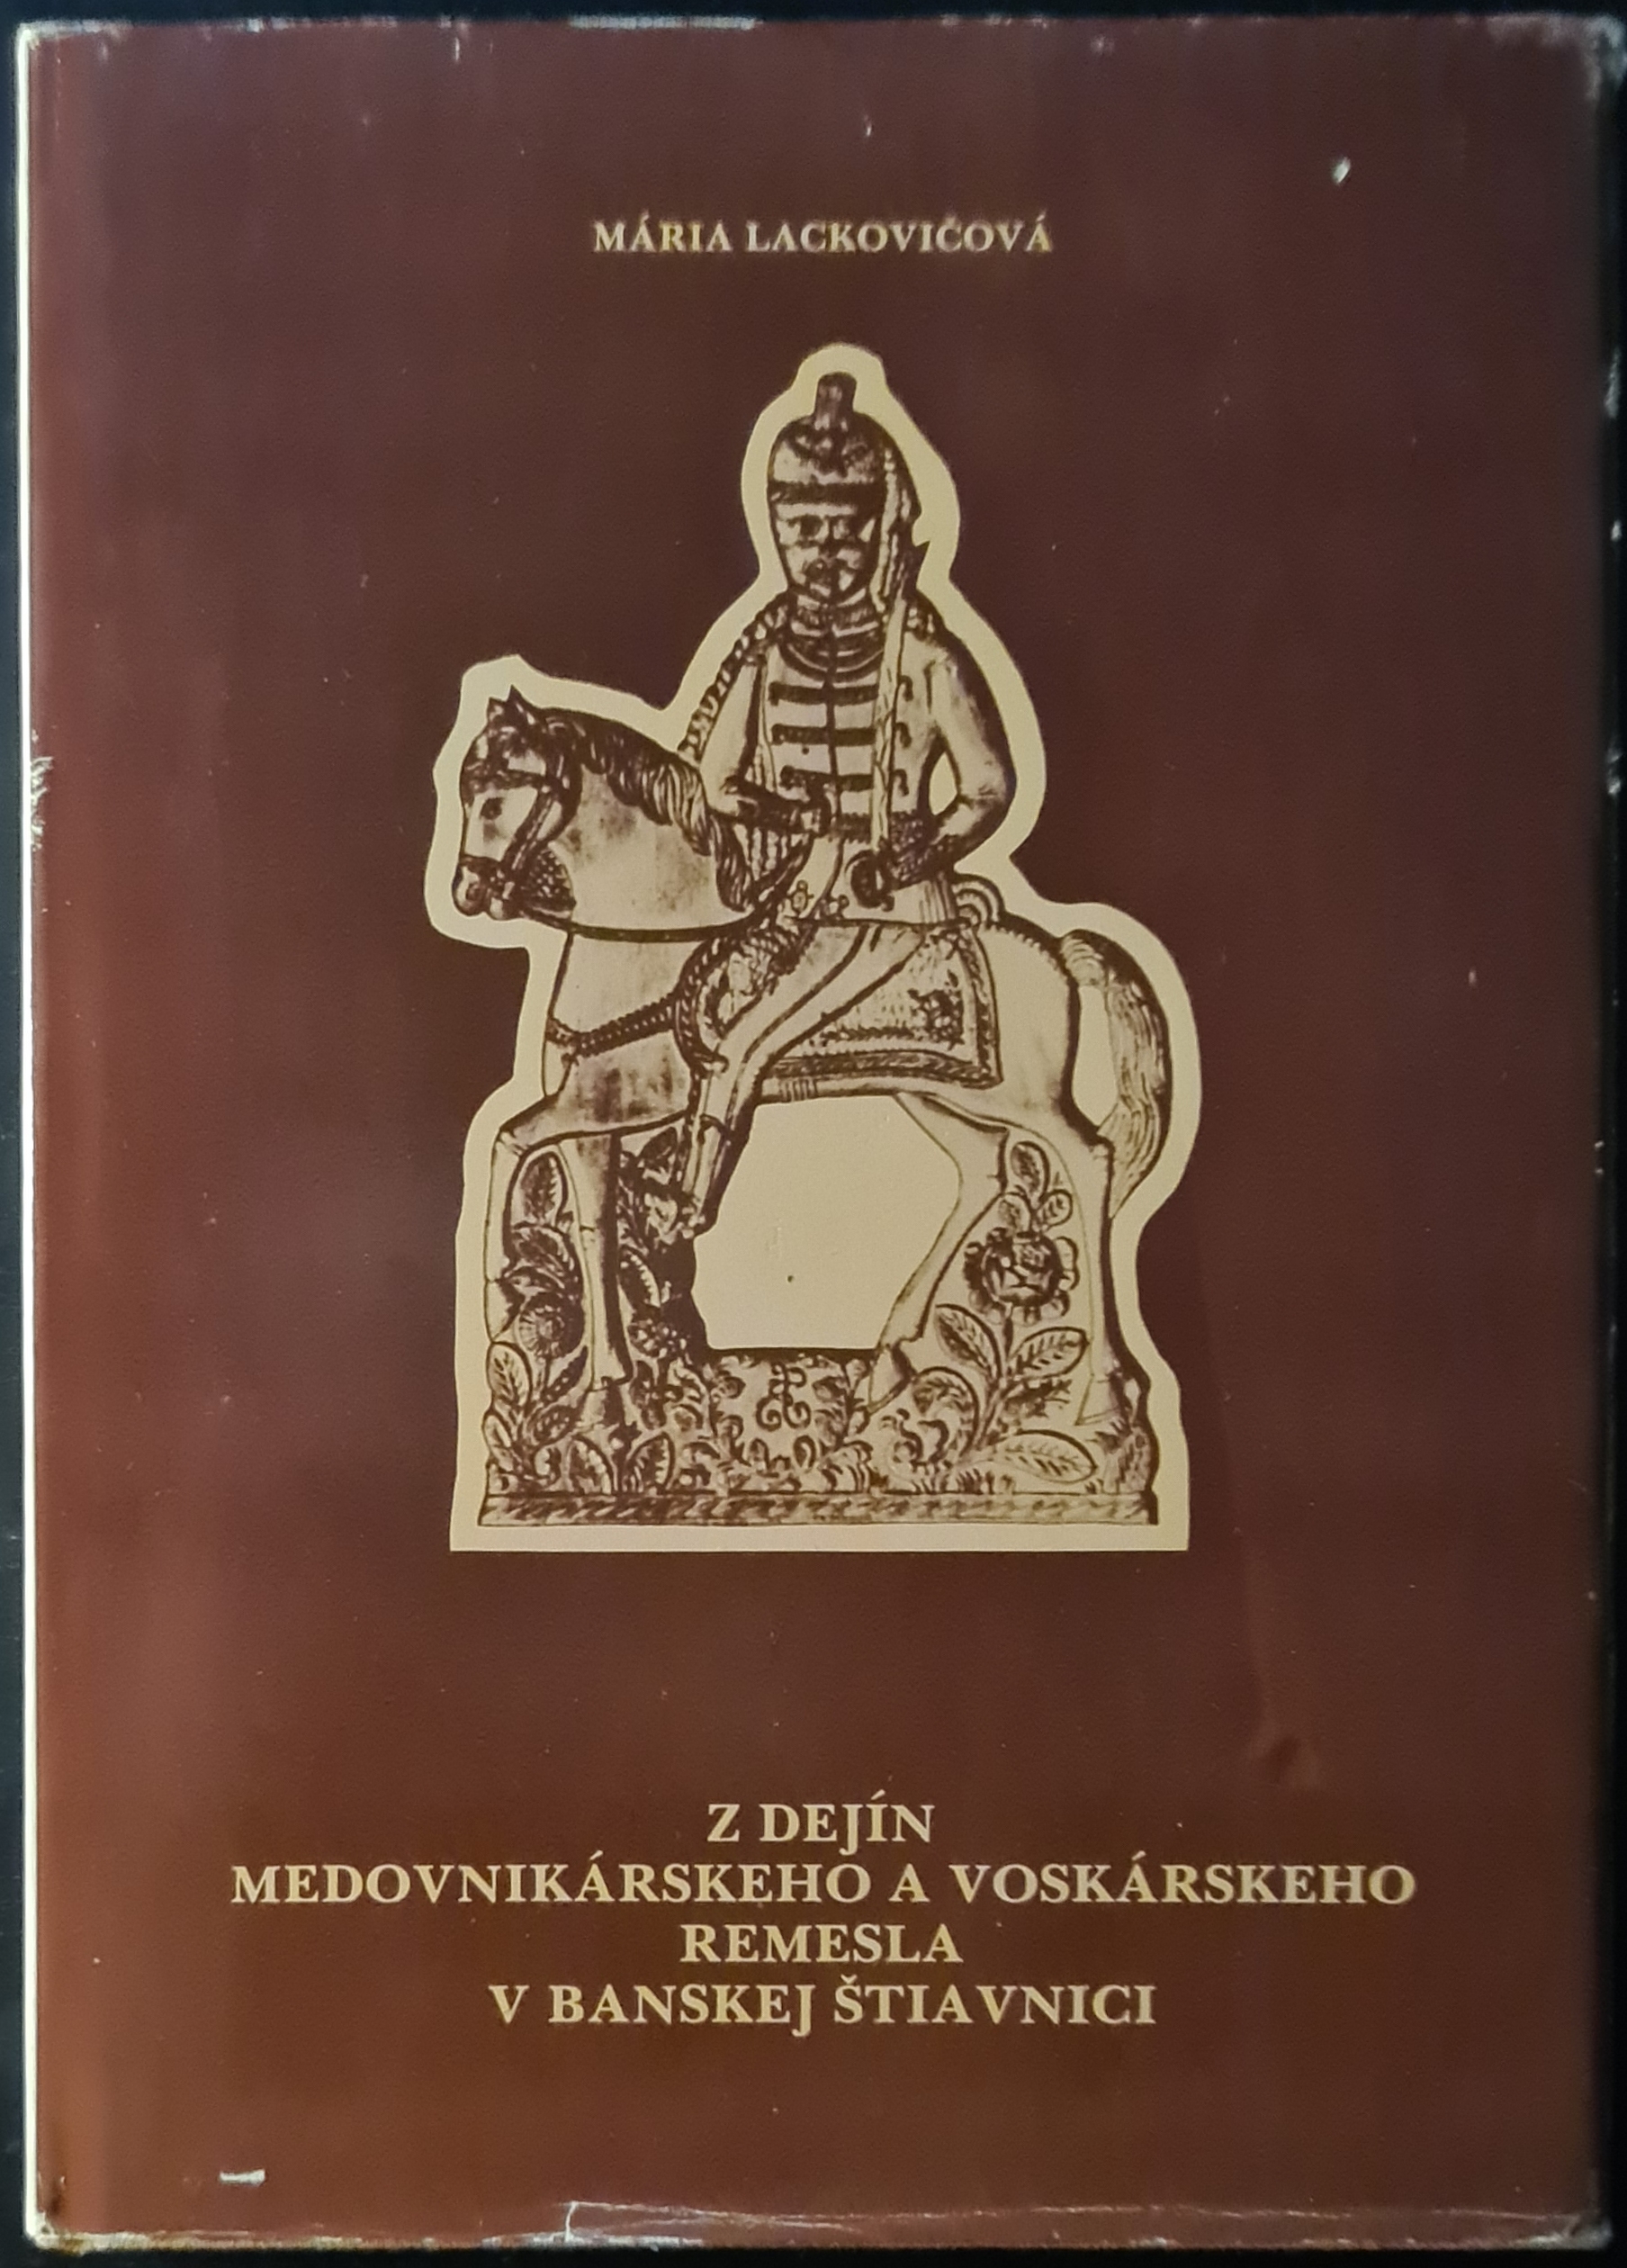 MÁRIA LACKOVIČOVÁ
Z DEJÍN
MEDOVNIKÁRSKEHO A VOSKÁRSKEHO
REMESLA
V BANSKEJ ŠTIAVNICI